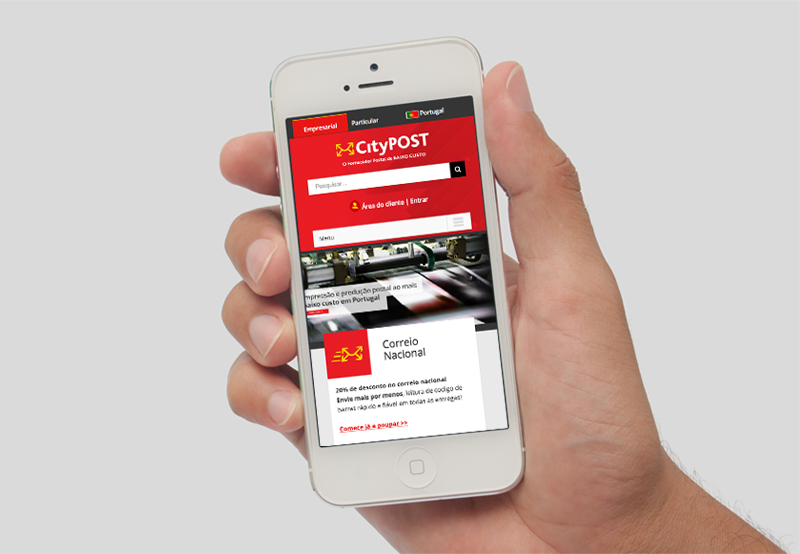 Empresarial
Particular
Portugal
CityPOST
O Fornecedor Postal de BAIXO CUSTO
Pesquisar...
Área do cliente | Entrar
Menu
Impressão e produção postal ao mais
baixo custo em Portugal
Correio
Nacional
20% de desconto no correio nacional
Envie mais por menos, leitura de codigo de
barras rápido e fiável em todas as entregas!
Comece já a poupar >>